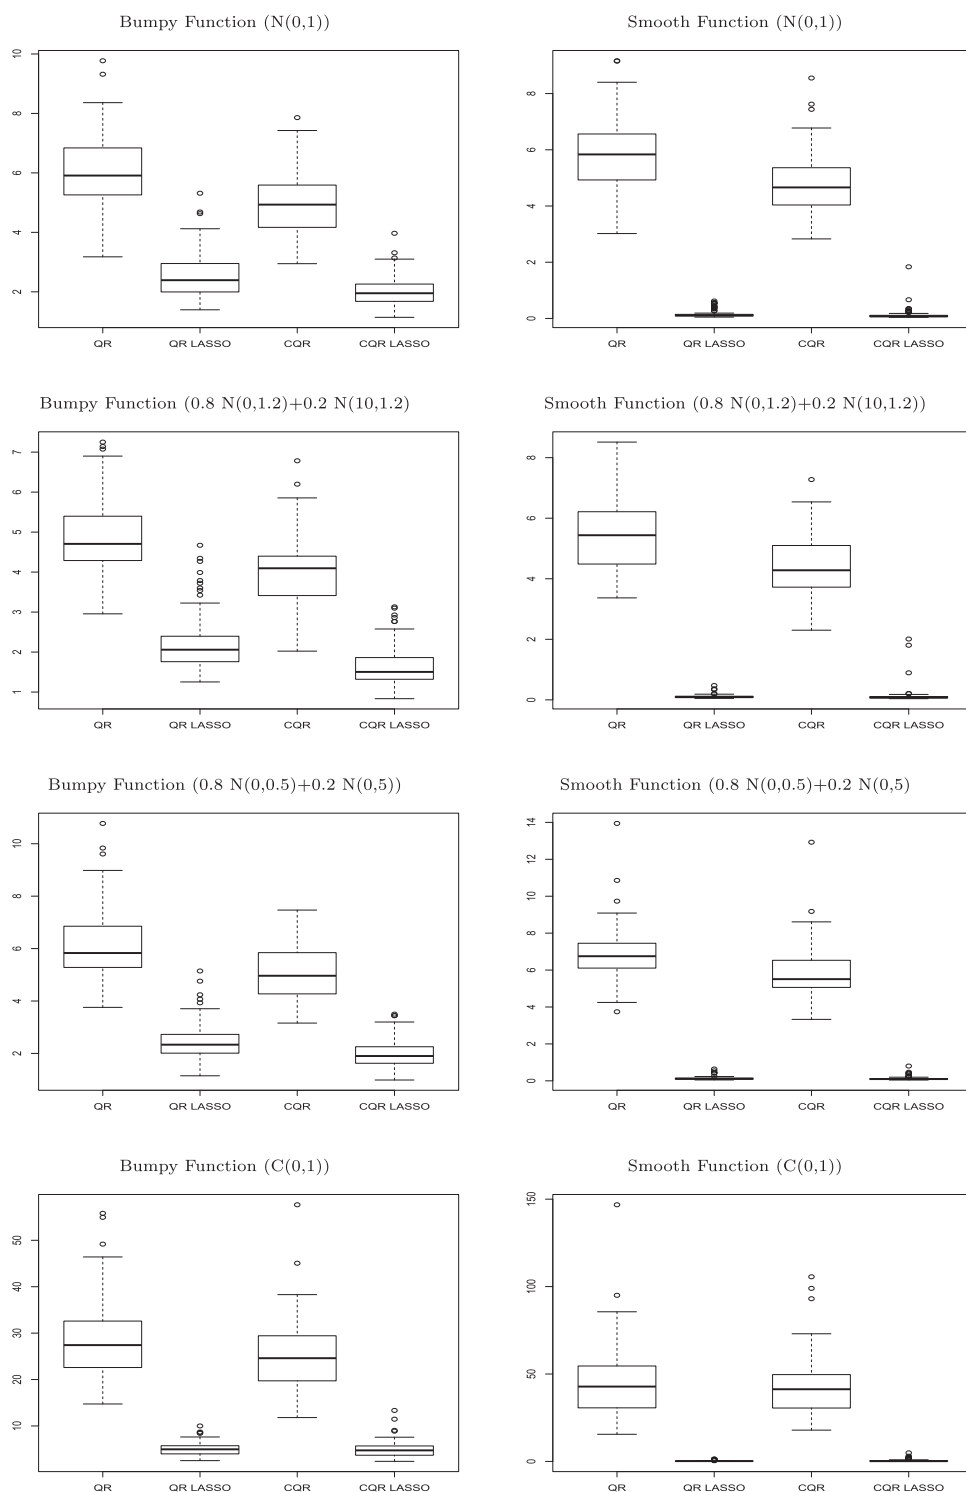 Bumpy Function (N(0,1))
10
8
6
4
2
QR QR LASSO CQR CQR LASSO
Smooth Function (N(0,1))
8
6
4
2
0
QR QR LASSO CQR CQR LASSO
Bumpy Function (0.8 N(0,1.2)+0.2 N(10,1.2)
7
6
5
4
3
2
1
QR QR LASSO CQR CQR LASSO
Smooth Function (0.8 N(0,1.2)+0.2 N(10,1.2))
8
6
4
2
0
QR QR LASSO CQR CQR LASSO
Bumpy Function (0.8 N(0,0.5)+0.2 N(0,5))
10
8
6
4
2
QR QR LASSO CQR CQR LASSO
Smooth Function (0.8 N(0,0.5)+0.2 N(0,5)
14
12
10
8
6
4
2
0
QR QR LASSO CQR CQR LASSO
Bumpy Function (C(0,1))
50
40
30
20
10
QR QR LASSO CQR CQR LASSO
Smooth Function (C(0,1))
150
100
50
0
QR QR LASSO CQR CQR LASSO